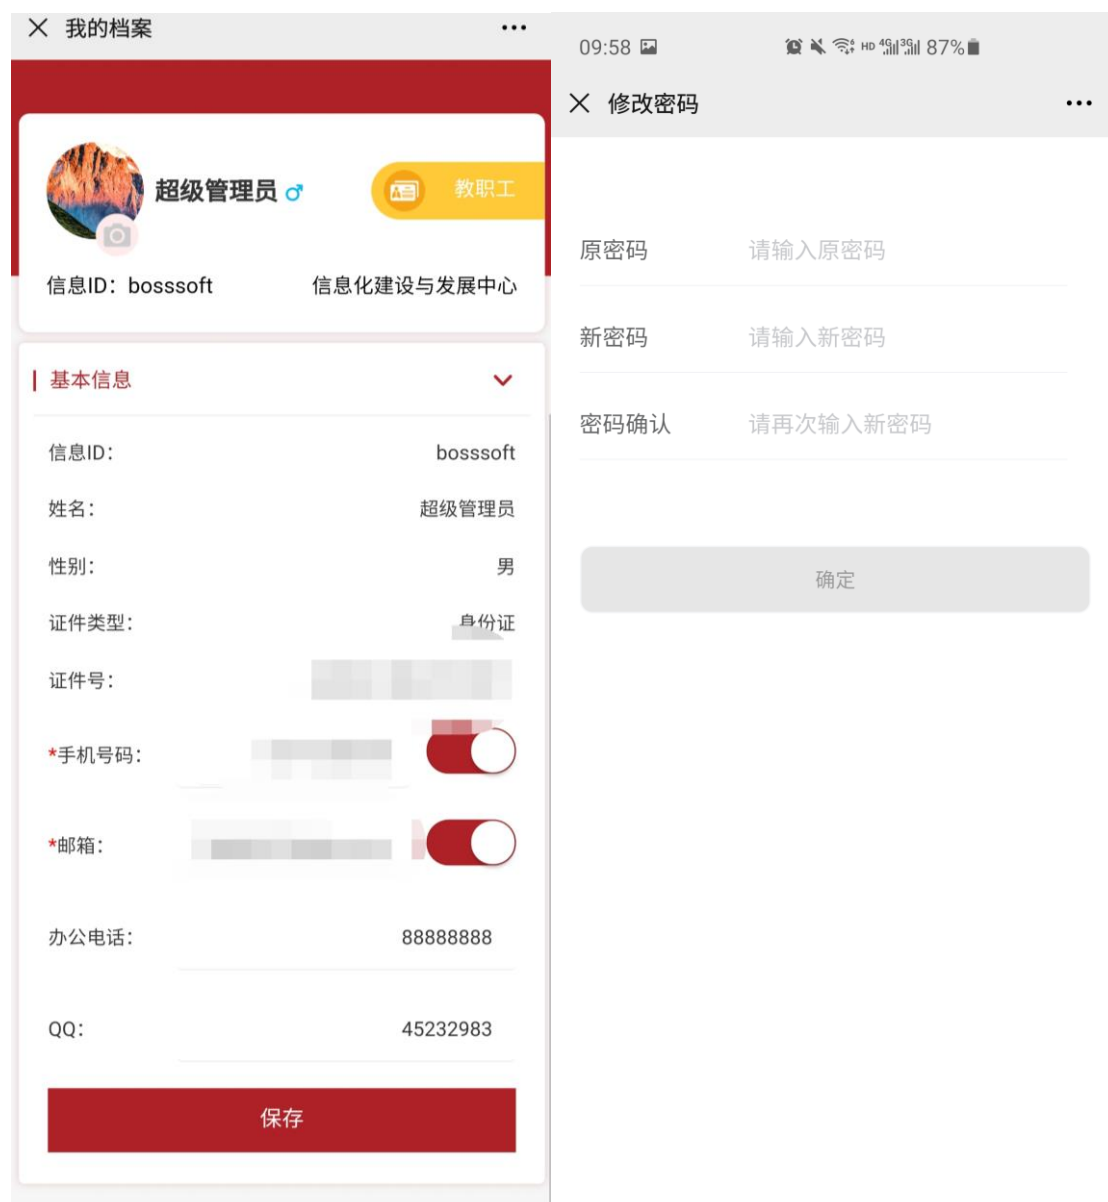 我的档案
超级管理员
教职工
信息ID：bosssoft
信息化建设与发展中心
基本信息
信息ID：
bosssoft
姓名：
超级管理员
性别：
男
证件类型：
身份证
证件号：
*手机号码：
*邮箱：
办公电话：
88888888
QQ：
45232983
保存
09:58
HD 4G 3G 87%
修改密码
原密码
请输入原密码
新密码
请输入新密码
密码确认
请再次输入新密码
确定